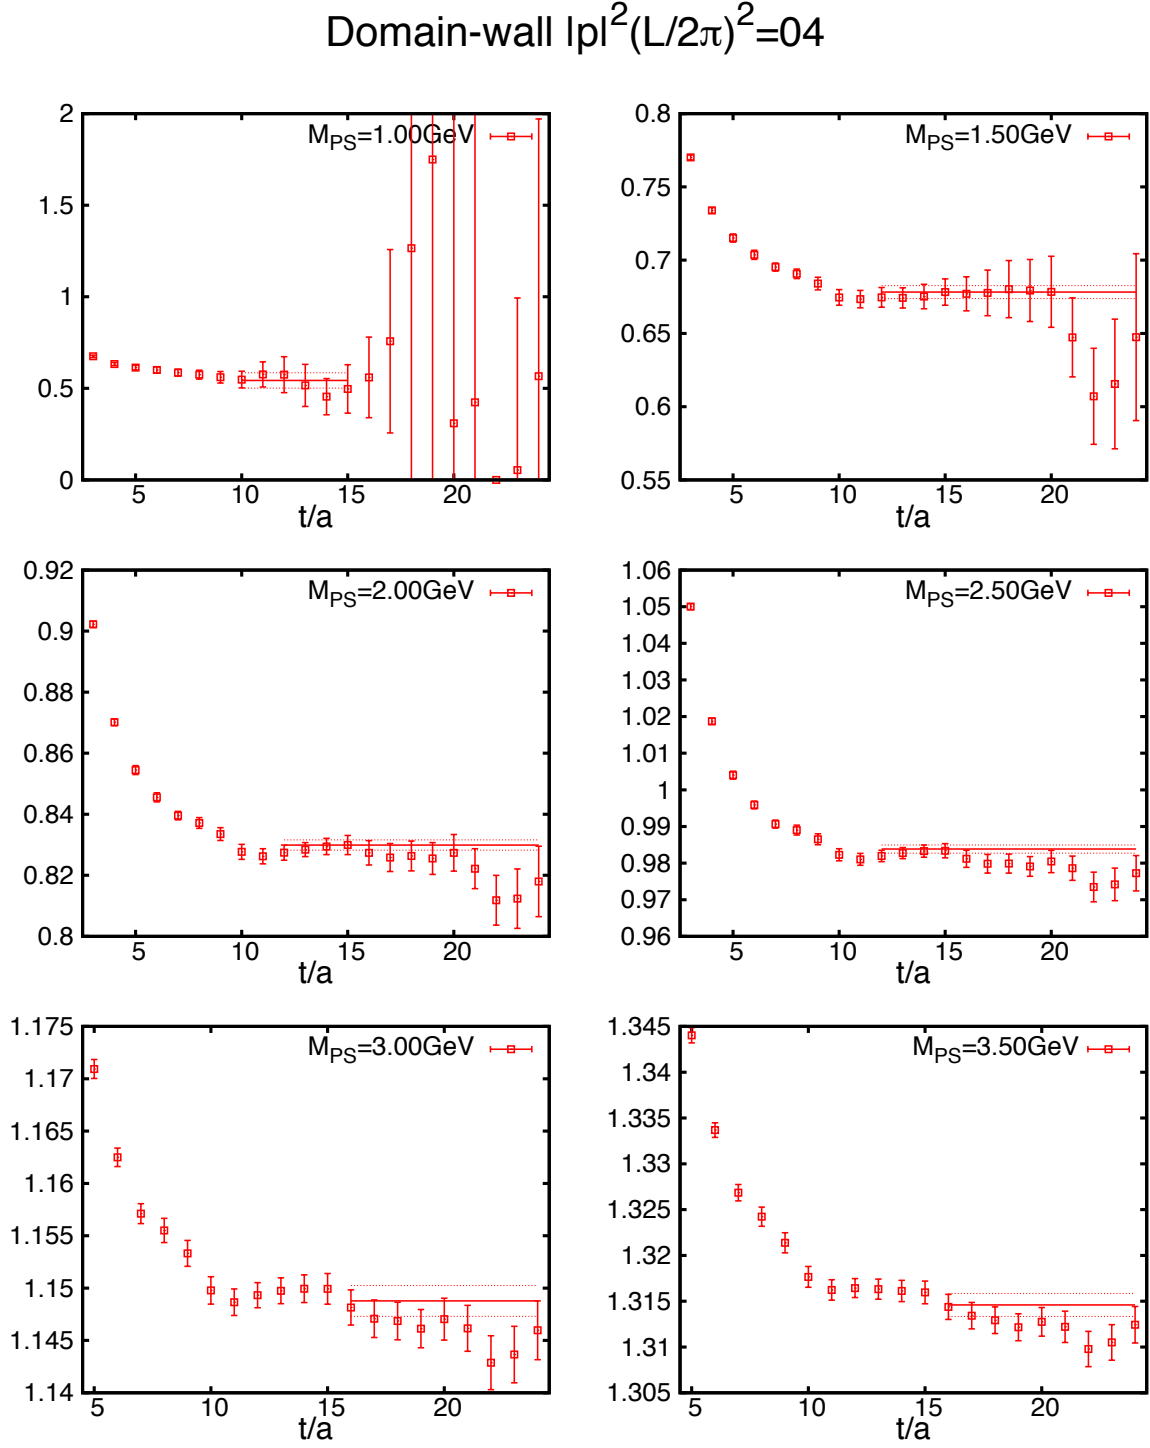 Domain-wall |p|²(L/2π)²=04
M_PS=1.00GeV
2
1.5
1
0.5
0
5 10 15 20
t/a
M_PS=1.50GeV
0.8
0.75
0.7
0.65
0.6
0.55
5 10 15 20
t/a
M_PS=2.00GeV
0.92
0.9
0.88
0.86
0.84
0.82
0.8
5 10 15 20
t/a
M_PS=2.50GeV
1.06
1.05
1.04
1.03
1.02
1.01
1
0.99
0.98
0.97
0.96
5 10 15 20
t/a
M_PS=3.00GeV
1.175
1.17
1.165
1.16
1.155
1.15
1.145
1.14
5 10 15 20
t/a
M_PS=3.50GeV
1.345
1.34
1.335
1.33
1.325
1.32
1.315
1.31
1.305
5 10 15 20
t/a